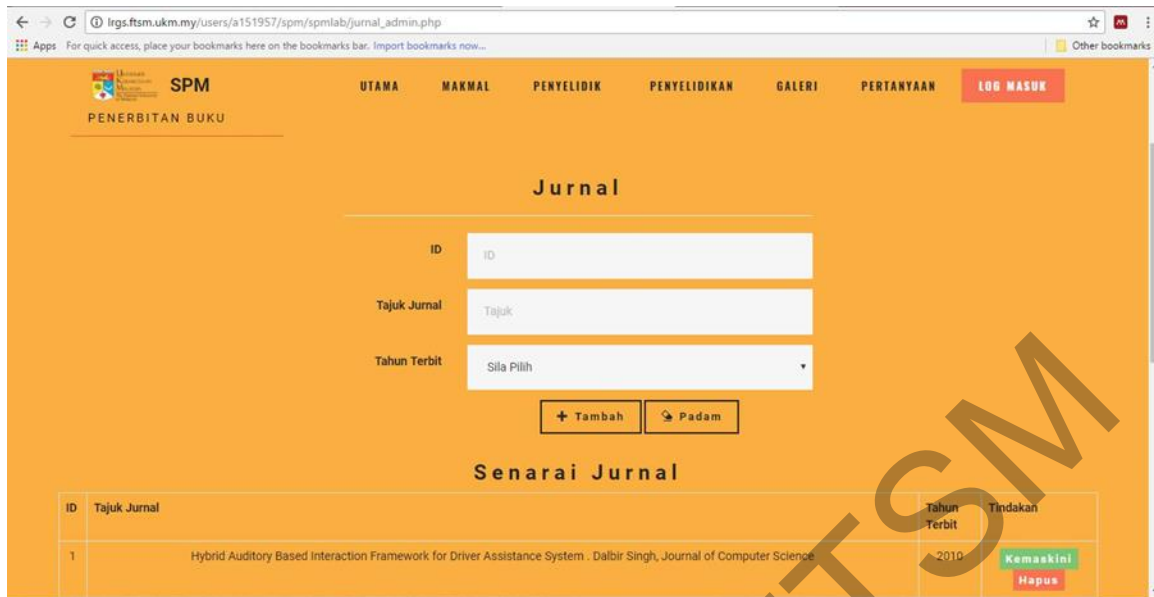 lrgs.ftsm.ukm.my/users/a151957/spm/spmlab/jurnal_admin.php
Apps For quick access, place your bookmarks here on the bookmarks bar. Import bookmarks now... Other bookmarks
SPM UTAMA MAKMAL PENYELIDIK PENYELIDIKAN GALERI PERTANYAAN LOG MASUK
PENERBITAN BUKU
Jurnal
ID ID
Tajuk Jurnal Tajuk
Tahun Terbit Sila Pilih
Tambah Padam
Senarai Jurnal
ID Tajuk Jurnal Tahun Terbit Tindakan
1 Hybrid Auditory Based Interaction Framework for Driver Assistance System . Dalbir Singh, Journal of Computer Science 2010 Kemaskini
Hapus
TSM